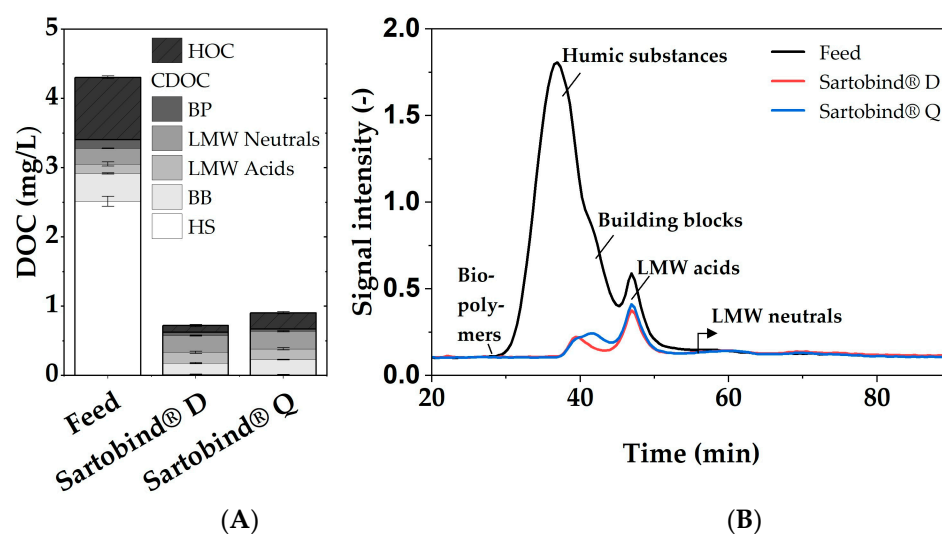 5
4
3
2
1
0
DOC (mg/L)
HOC
CDOC
BP
LMW Neutrals
LMW Acids
BB
HS
Feed
Sartobind® D
Sartobind® Q
(A)
2.0
1.5
1.0
0.5
0.0
Signal intensity (-)
Humic substances
Feed
Sartobind® D
Sartobind® Q
Building blocks
Bio-
poly-
mers
LMW acids
LMW neutrals
20
40
60
80
Time (min)
(B)